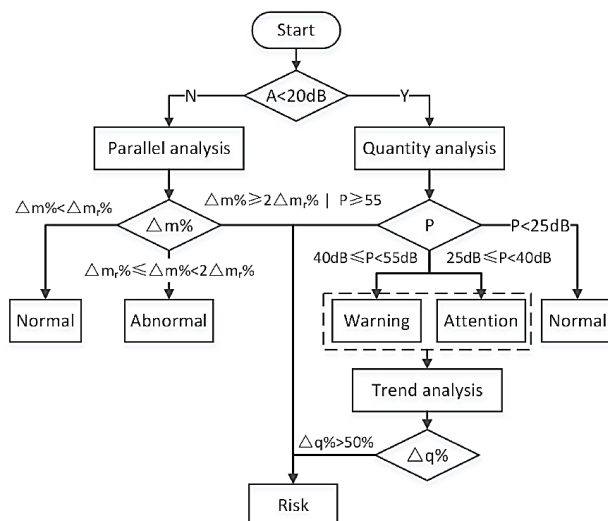 Start
N
A<20dB
Y
Parallel analysis
Quantity analysis
△m%<△mᵣ%
△m%≥2△mᵣ% | P≥55
△m%
P
P<25dB
△mᵣ%≤△m%<2△mᵣ%
40dB≤P<55dB
25dB≤P<40dB
Normal
Abnormal
Warning
Attention
Normal
Trend analysis
△q%>50%
△q%
Risk